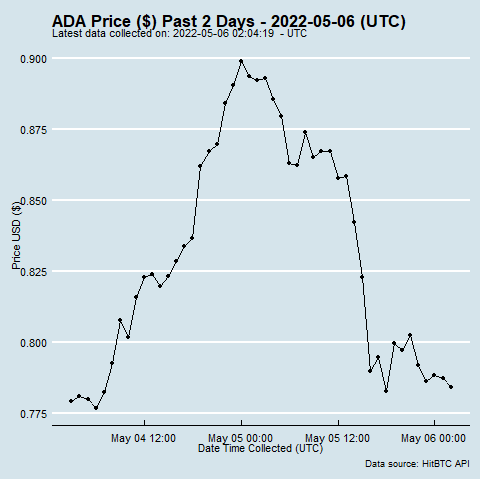 ADA Price ($) Past 2 Days - 2022-05-06 (UTC)
Latest data collected on: 2022-05-06 02:04:19  - UTC
0.900
0.875
0.850
0.825
0.800
0.775
Price USD ($)
May 04 12:00
May 05 00:00
May 05 12:00
May 06 00:00
Date Time Collected (UTC)
Data source: HitBTC API